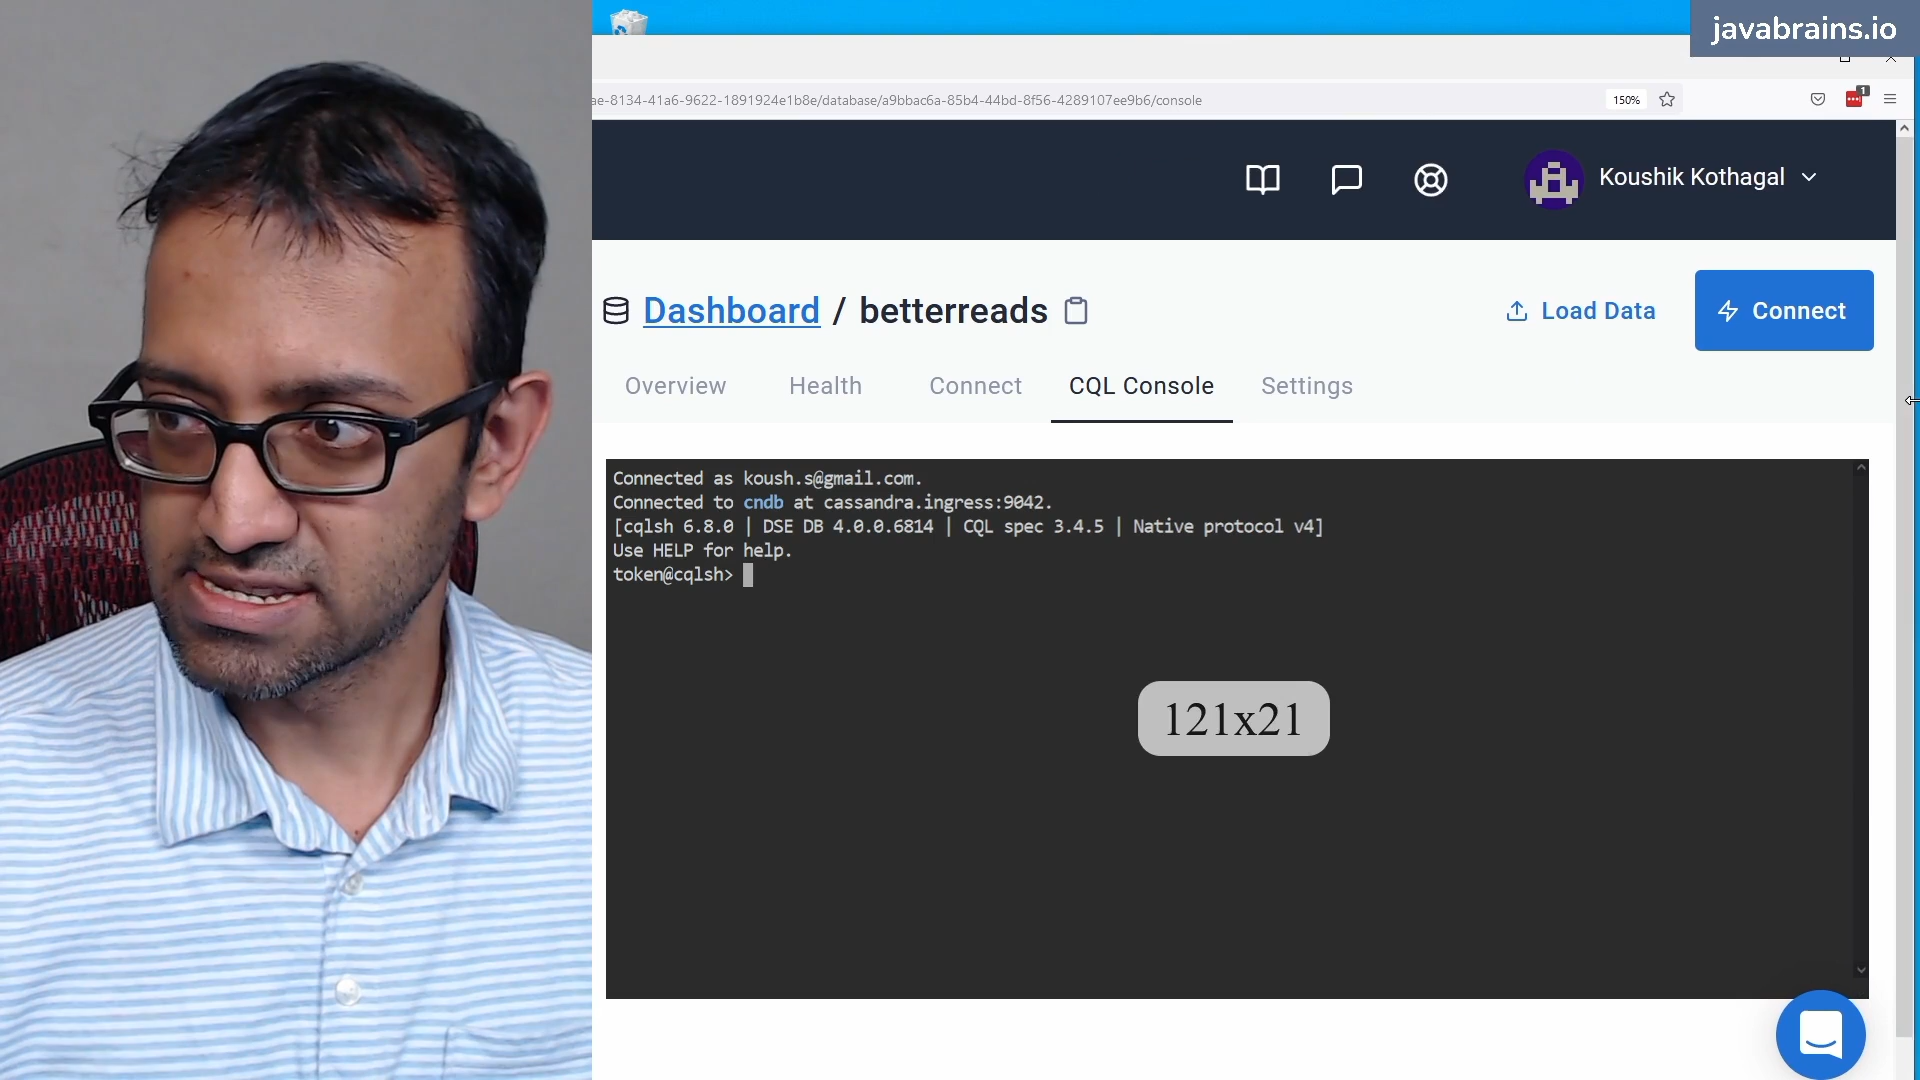 javabrains.io
ae-8134-41a6-9622-1891924e1b8e/database/a9bbac6a-85b4-44bd-8f56-4289107ee9b6/console
150%
1
Koushik Kothagal
Dashboard / betterreads
Load Data
Connect
Overview
Health
Connect
CQL Console
Settings
Connected as koush.s@gmail.com.
Connected to cndb at cassandra.ingress:9042.
[cqlsh 6.8.0 | DSE DB 4.0.0.6814 | CQL spec 3.4.5 | Native protocol v4]
Use HELP for help.
token@cqlsh>
121x21